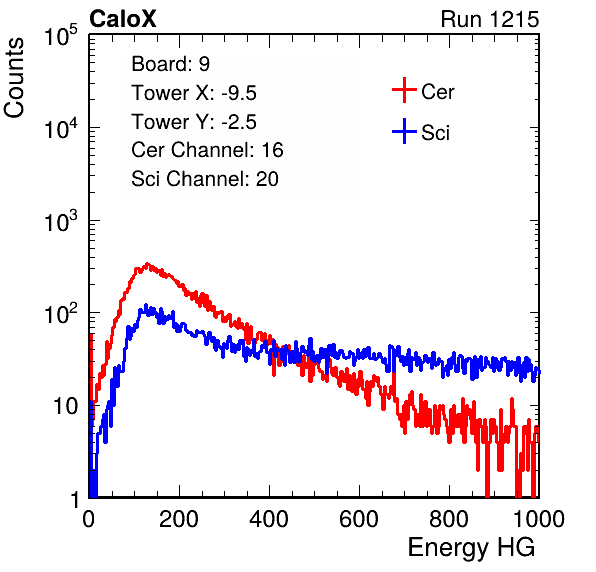 CaloX Run 1215
Counts
10^5
10^4
10^3
10^2
10
1
Board: 9
Tower X: -9.5
Tower Y: -2.5
Cer Channel: 16
Sci Channel: 20
Cer
Sci
0 200 400 600 800 1000
Energy HG